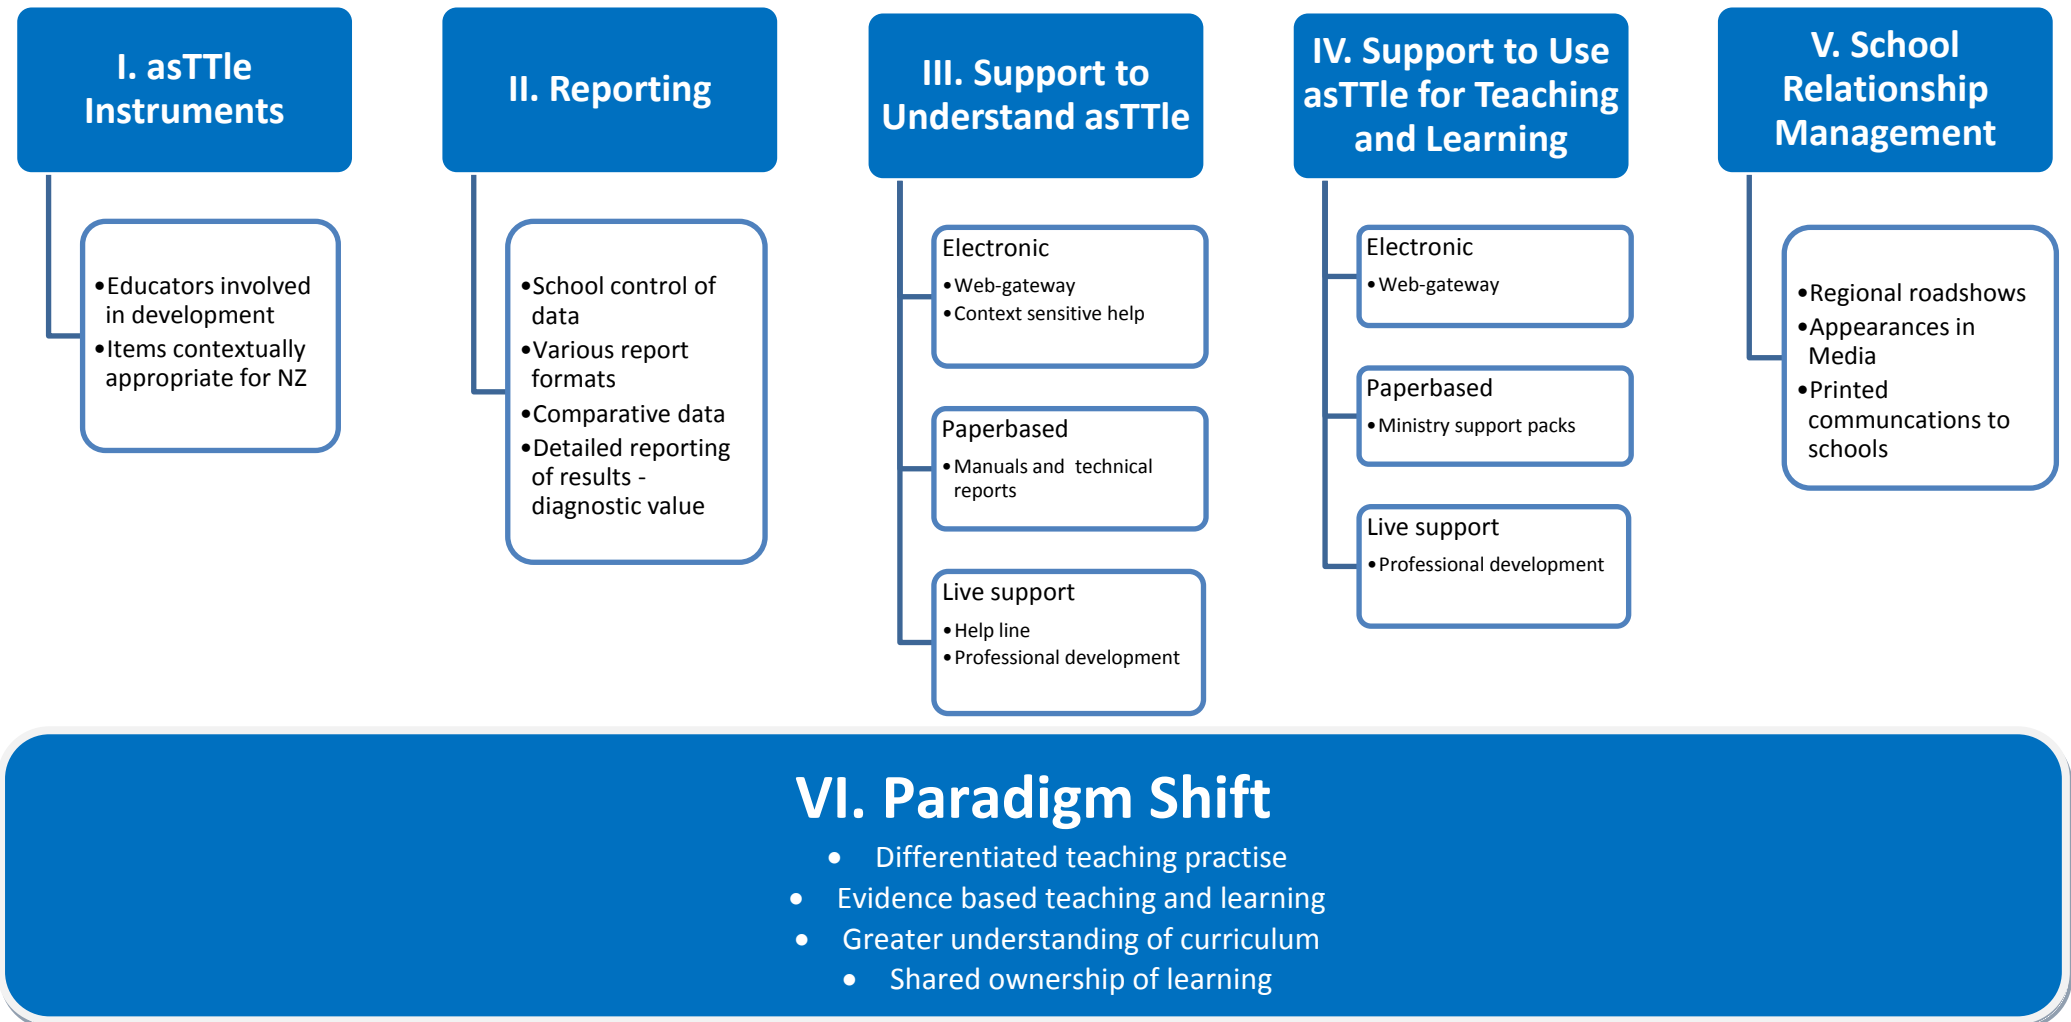 I. asTTle
Instruments
•Educators involved
in development
•Items contextually
appropriate for NZ
II. Reporting
•School control of
data
•Various report
formats
•Comparative data
•Detailed reporting
of results -
diagnostic value
III. Support to
Understand asTTle
Electronic
•Web-gateway
•Context sensitive help
Paperbased
•Manuals and technical
reports
Live support
•Help line
•Professional development
IV. Support to Use
asTTle for Teaching
and Learning
Electronic
•Web-gateway
Paperbased
•Ministry support packs
Live support
•Professional development
V. School
Relationship
Management
•Regional roadshows
•Appearances in
Media
•Printed
communcations to
schools
VI. Paradigm Shift
• Differentiated teaching practise
• Evidence based teaching and learning
• Greater understanding of curriculum
• Shared ownership of learning